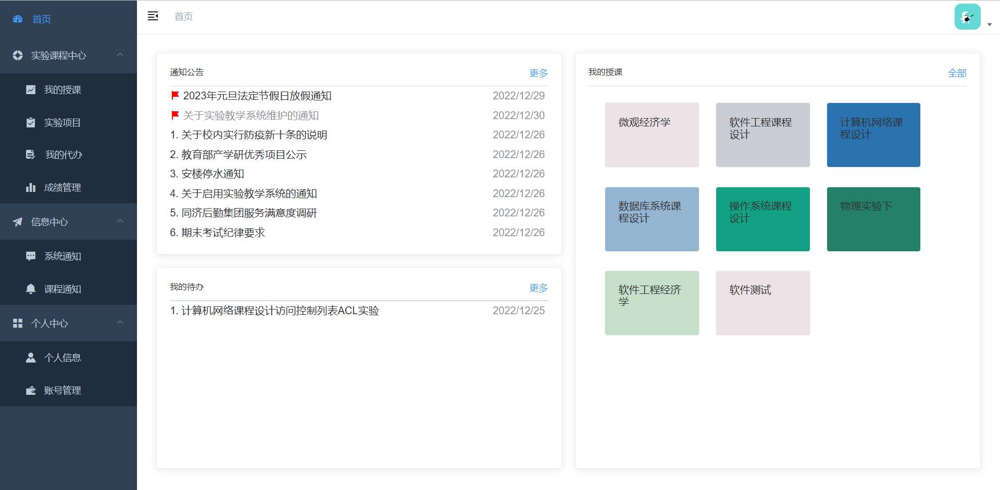 首页
实验课程中心
我的授课
实验项目
我的代办
成绩管理
信息中心
系统通知
课程通知
个人中心
个人信息
账号管理
首页
通知公告
更多
2023年元旦法定节假日放假通知 2022/12/29
关于实验教学系统维护的通知 2022/12/30
1. 关于校内实行防疫新十条的说明 2022/12/26
2. 教育部产学研优秀项目公示 2022/12/26
3. 安楼停水通知 2022/12/26
4. 关于启用实验教学系统的通知 2022/12/26
5. 同济后勤集团服务满意度调研 2022/12/26
6. 期末考试纪律要求 2022/12/26
我的待办
更多
1. 计算机网络课程设计访问控制列表ACL实验 2022/12/25
我的授课
全部
微观经济学
软件工程课程
设计
计算机网络课
程设计
数据库系统课
程设计
操作系统课程
设计
物理实验下
软件工程经济
学
软件测试